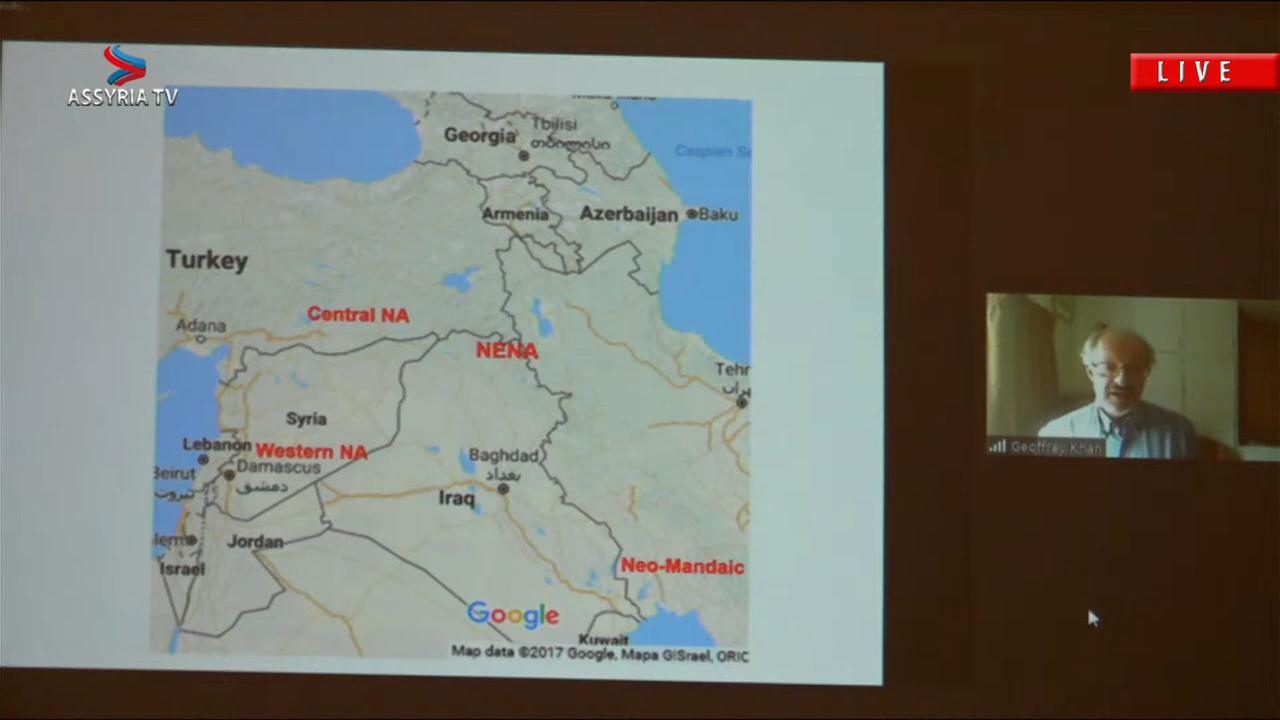 ASSYRIA TV
LIVE
Georgia
Tbilisi
თბილისი
Caspian Se
Armenia
Azerbaijan
Baku
Turkey
Central NA
Adana
NENA
Tehr
Syria
Lebanon
Western NA
Damascus
دمشق
Beirut
بيروت
Baghdad
بغداد
Iraq
Jordan
Israel
Neo-Mandaic
Google
Kuwait
Map data ©2017 Google, Mapa GISrael, ORIC
Geoffrey Khan